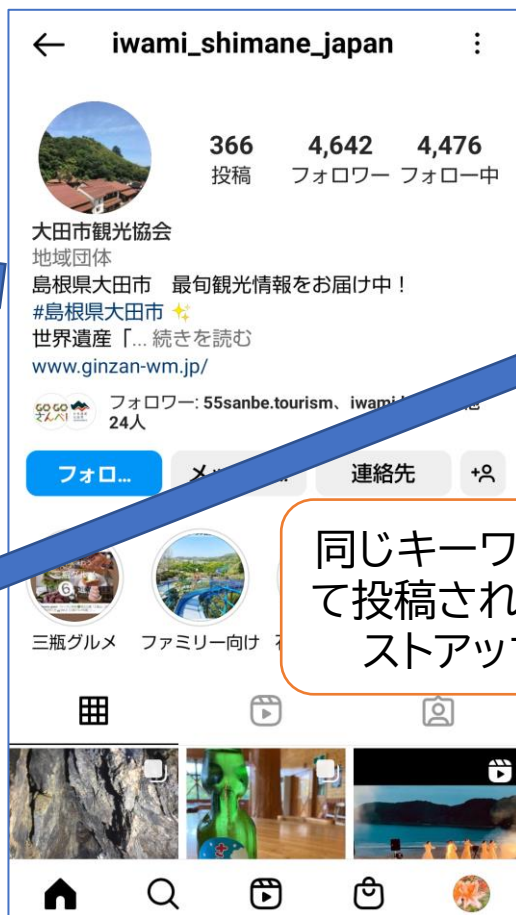 iwami_shimane_japan
366 4,642 4,476
投稿 フォロワー フォロー中
大田市観光協会
地域団体
島根県大田市 最旬観光情報をお届け中！
#島根県大田市
世界遺産「... 続きを読む
www.ginzan-wm.jp/
フォロワー: 55sanbe.tourism、iwami
24人
フォロ... 連絡先
同じキーワ
て投稿され
ストアッ
三瓶グルメ ファミリー向け